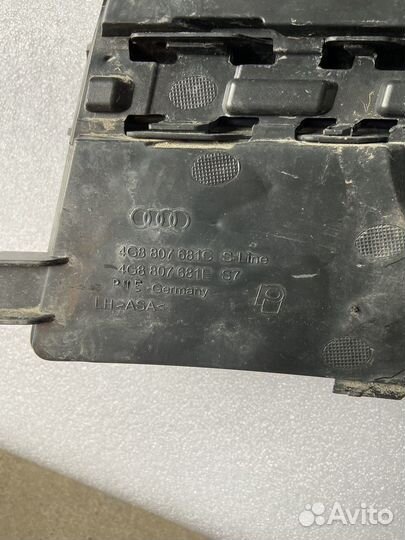 4G8 807 681C S-Line
4G8 807 681E S7
Germany
LH >ASA<
Avito